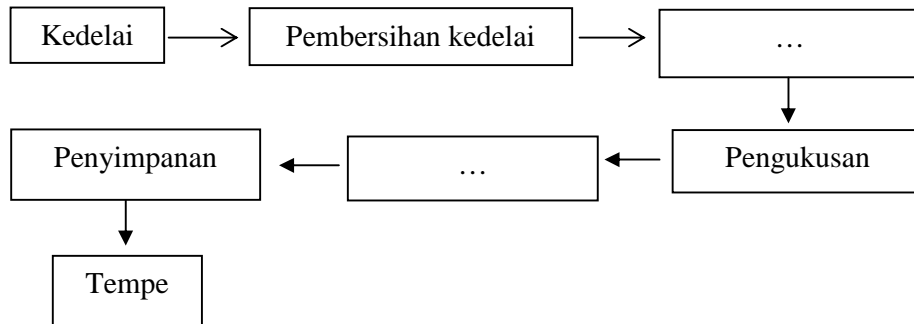 Kedelai
Pembersihan kedelai
…
Pengukusan
…
Penyimpanan
Tempe